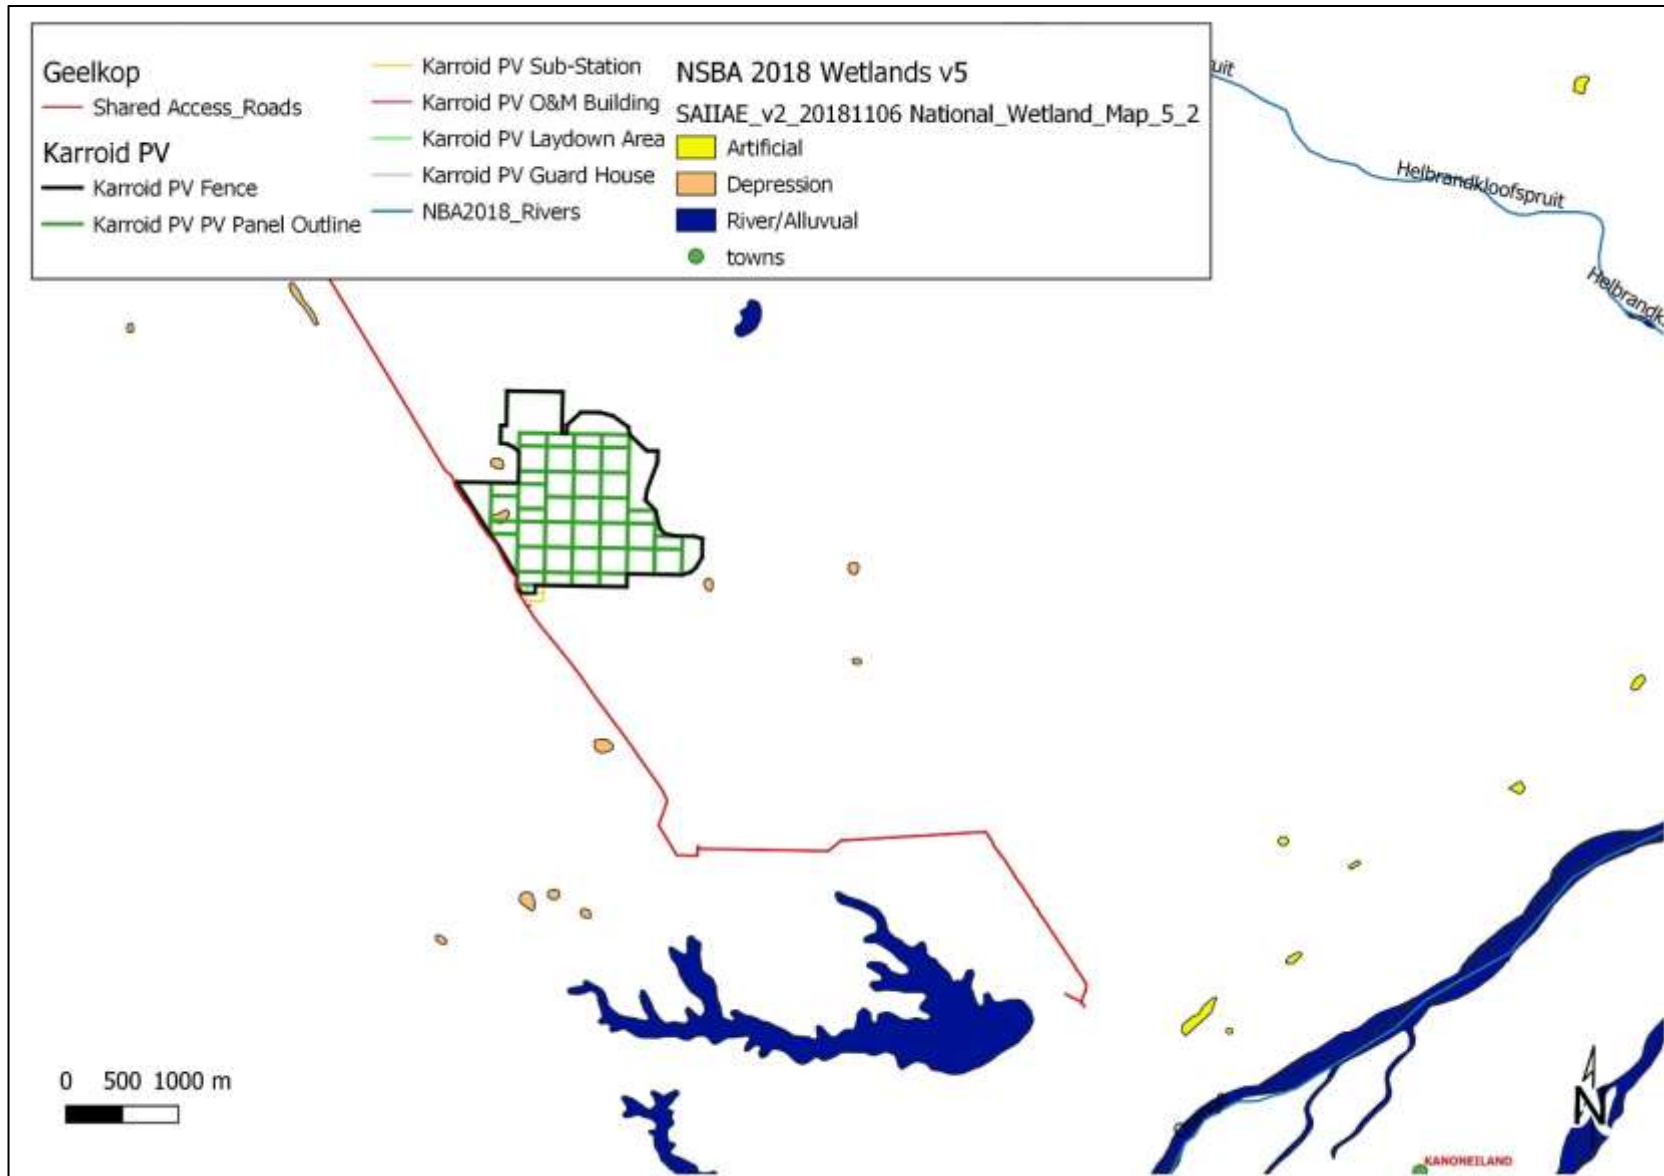 Geelkop
Shared Access_Roads
Karroid PV
Karroid PV Fence
Karroid PV PV Panel Outline
Karroid PV Sub-Station
Karroid PV O&M Building
Karroid PV Laydown Area
Karroid PV Guard House
NBA2018_Rivers
NSBA 2018 Wetlands v5
SAIIAE_v2_20181106 National_Wetland_Map_5_2
Artificial
Depression
River/Alluvual
towns
uit
Helbrandkloofspruit
Helbrandk
0 500 1000 m
N
KANONEILAND